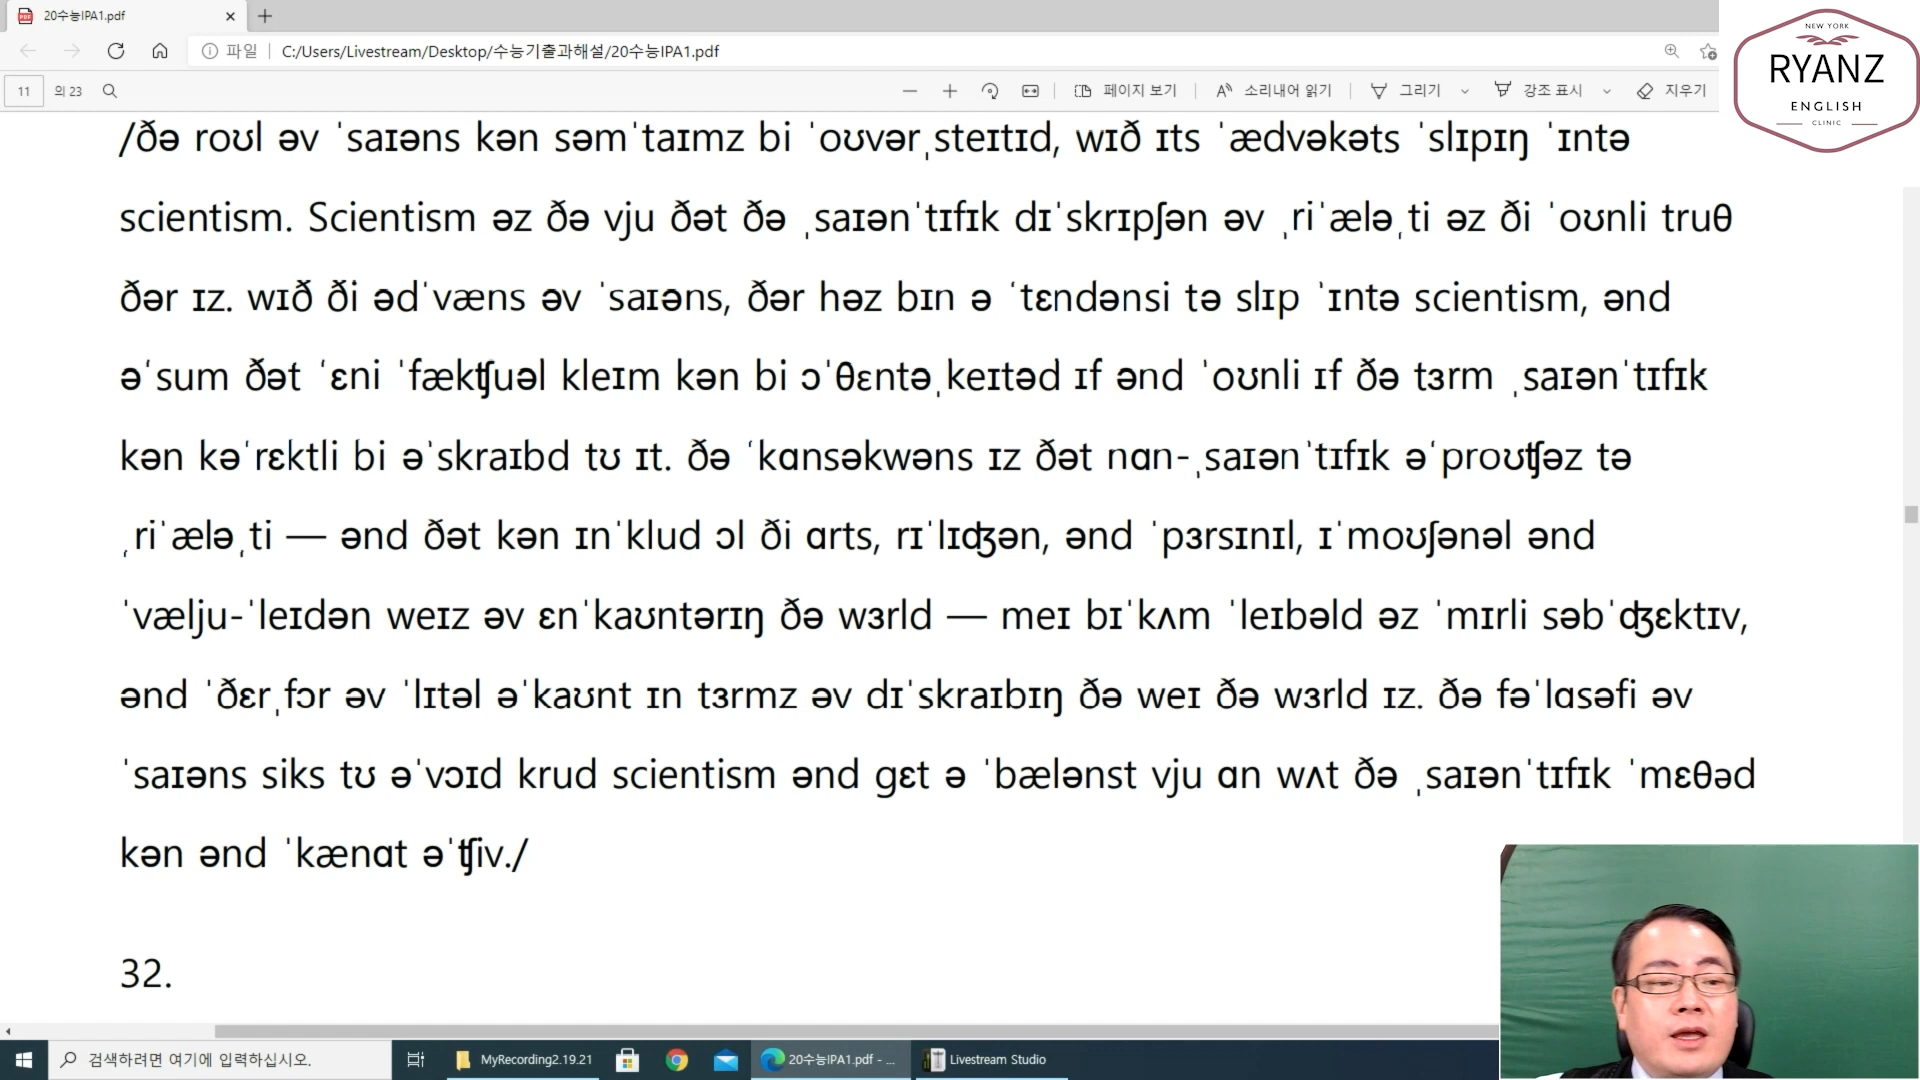 20수능IPA1.pdf
파일 C:/Users/Livestream/Desktop/수능기출과해설/20수능IPA1.pdf
11 의 23 페이지 보기 소리내어 읽기 그리기 강조 표시 지우기
NEW YORK
RYANZ
ENGLISH
CLINIC
/ðə roʊl əv ˈsaɪəns kən səmˈtaɪmz bi ˈoʊvərˌsteɪtɪd, wɪð ɪts ˈædvəkəts ˈslɪpɪŋ ˈɪntə
scientism. Scientism əz ðə vju ðət ðə ˌsaɪənˈtɪfɪk dɪˈskrɪpʃən əv ˌriˈæləˌti əz ði ˈoʊnli truθ
ðər ɪz. wɪð ði ədˈvæns əv ˈsaɪəns, ðər həz bɪn ə ˈtɛndənsi tə slɪp ˈɪntə scientism, ənd
əˈsum ðət ˈɛni ˈfækʧuəl kleɪm kən bi ɔˈθɛntəˌkeɪtəd ɪf ənd ˈoʊnli ɪf ðə tɜrm ˌsaɪənˈtɪfɪk
kən kəˈrɛktli bi əˈskraɪbd tʊ ɪt. ðə ˈkɑnsəkwəns ɪz ðət nɑn-ˌsaɪənˈtɪfɪk əˈproʊʧəz tə
ˌriˈæləˌti — ənd ðət kən ɪnˈklud ɔl ði ɑrts, rɪˈlɪʤən, ənd ˈpɜrsɪnɪl, ɪˈmoʊʃənəl ənd
ˈvælju-ˈleɪdən weɪz əv ɛnˈkaʊntərɪŋ ðə wɜrld — meɪ bɪˈkʌm ˈleɪbəld əz ˈmɪrli səbˈʤɛktɪv,
ənd ˈðɛrˌfɔr əv ˈlɪtəl əˈkaʊnt ɪn tɜrmz əv dɪˈskraɪbɪŋ ðə weɪ ðə wɜrld ɪz. ðə fəˈlɑsəfi əv
ˈsaɪəns siks tʊ əˈvɔɪd krud scientism ənd gɛt ə ˈbælənst vju ɑn wʌt ðə ˌsaɪənˈtɪfɪk ˈmɛθəd
kən ənd ˈkænɑt əˈʧiv./
32.
검색하려면 여기에 입력하십시오. MyRecording2.19.21 20수능IPA1.pdf - ... Livestream Studio